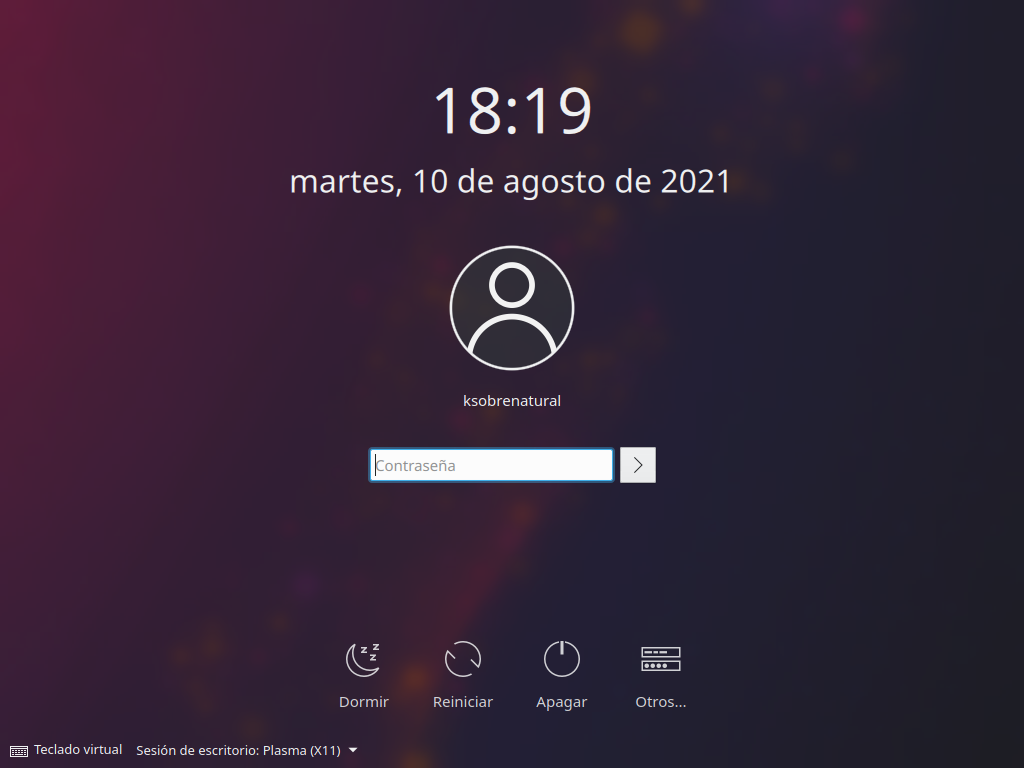 18:19
martes, 10 de agosto de 2021
ksobrenatural
Contraseña
Dormir
Reiniciar
Apagar
Otros...
Teclado virtual
Sesión de escritorio: Plasma (X11)